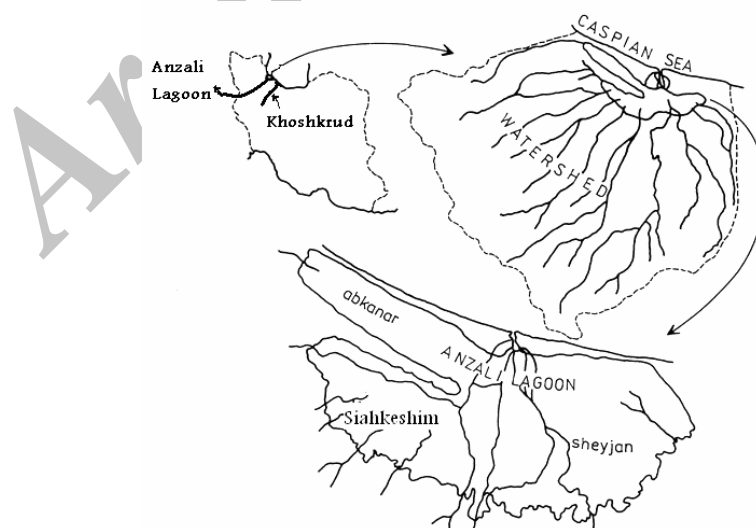 CASPIAN SEA
Anzali
Lagoon
Khoshkrud
WATERSHED
abkanar
ANZALI LAGOON
Siahkeshim
sheyjan